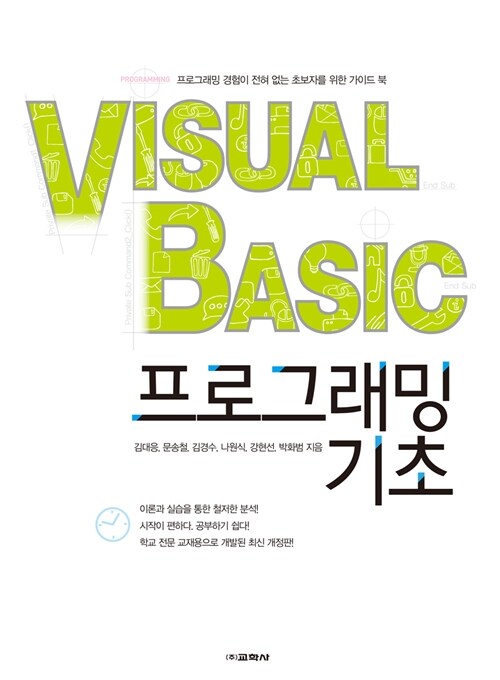 PROGRAMMING 프로그래밍 경험이 전혀 없는 초보자를 위한 가이드 북
VISUAL
End Sub
BASIC
Private Sub Command2_Click()
End Sub
프로그래밍
김대응, 문송철, 김경수, 나원식, 강현선, 박화범 지음
기초
이론과 실습을 통한 철저한 분석!
시작이 편하다. 공부하기 쉽다!
학교 전문 교재용으로 개발된 최신 개정판!
(주)교학사